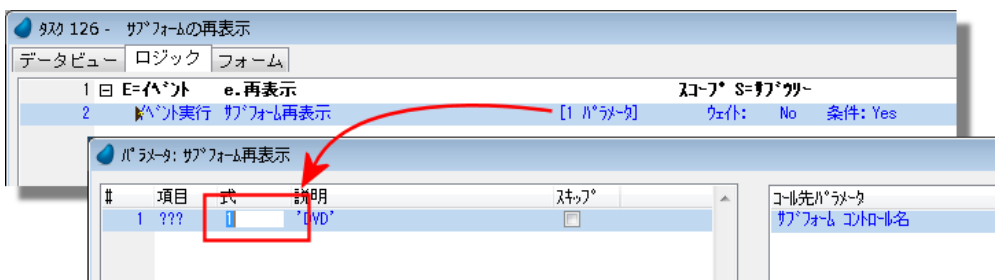 ﾀｽｸ 126 - ｻﾌﾞﾌｫｰﾑの再表示
データビュー ロジック フォーム
1 E=ｲﾍﾞﾝﾄ e.再表示 ｽｺｰﾌﾟ S=ｻﾌﾞﾂﾘｰ
2 ｲﾍﾞﾝﾄ実行 ｻﾌﾞﾌｫｰﾑ再表示 [1 ﾊﾟﾗﾒｰﾀ] ｳｪｲﾄ: No 条件: Yes
ﾊﾟﾗﾒｰﾀ: ｻﾌﾞﾌｫｰﾑ再表示
# 項目 式 説明 ｽｷｯﾌﾟ ｺｰﾙ先ﾊﾟﾗﾒｰﾀ
1 ??? 1 'DVD' ｻﾌﾞﾌｫｰﾑ ｺﾝﾄﾛｰﾙ名